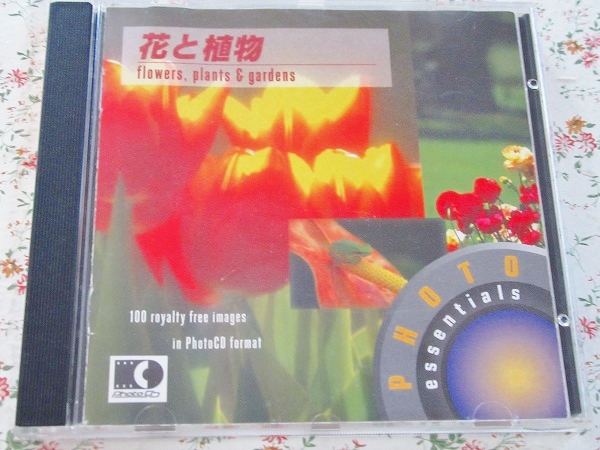 花と植物
flowers, plants & gardens
100 royalty free images
in PhotoCD format
PHOTO
essentials